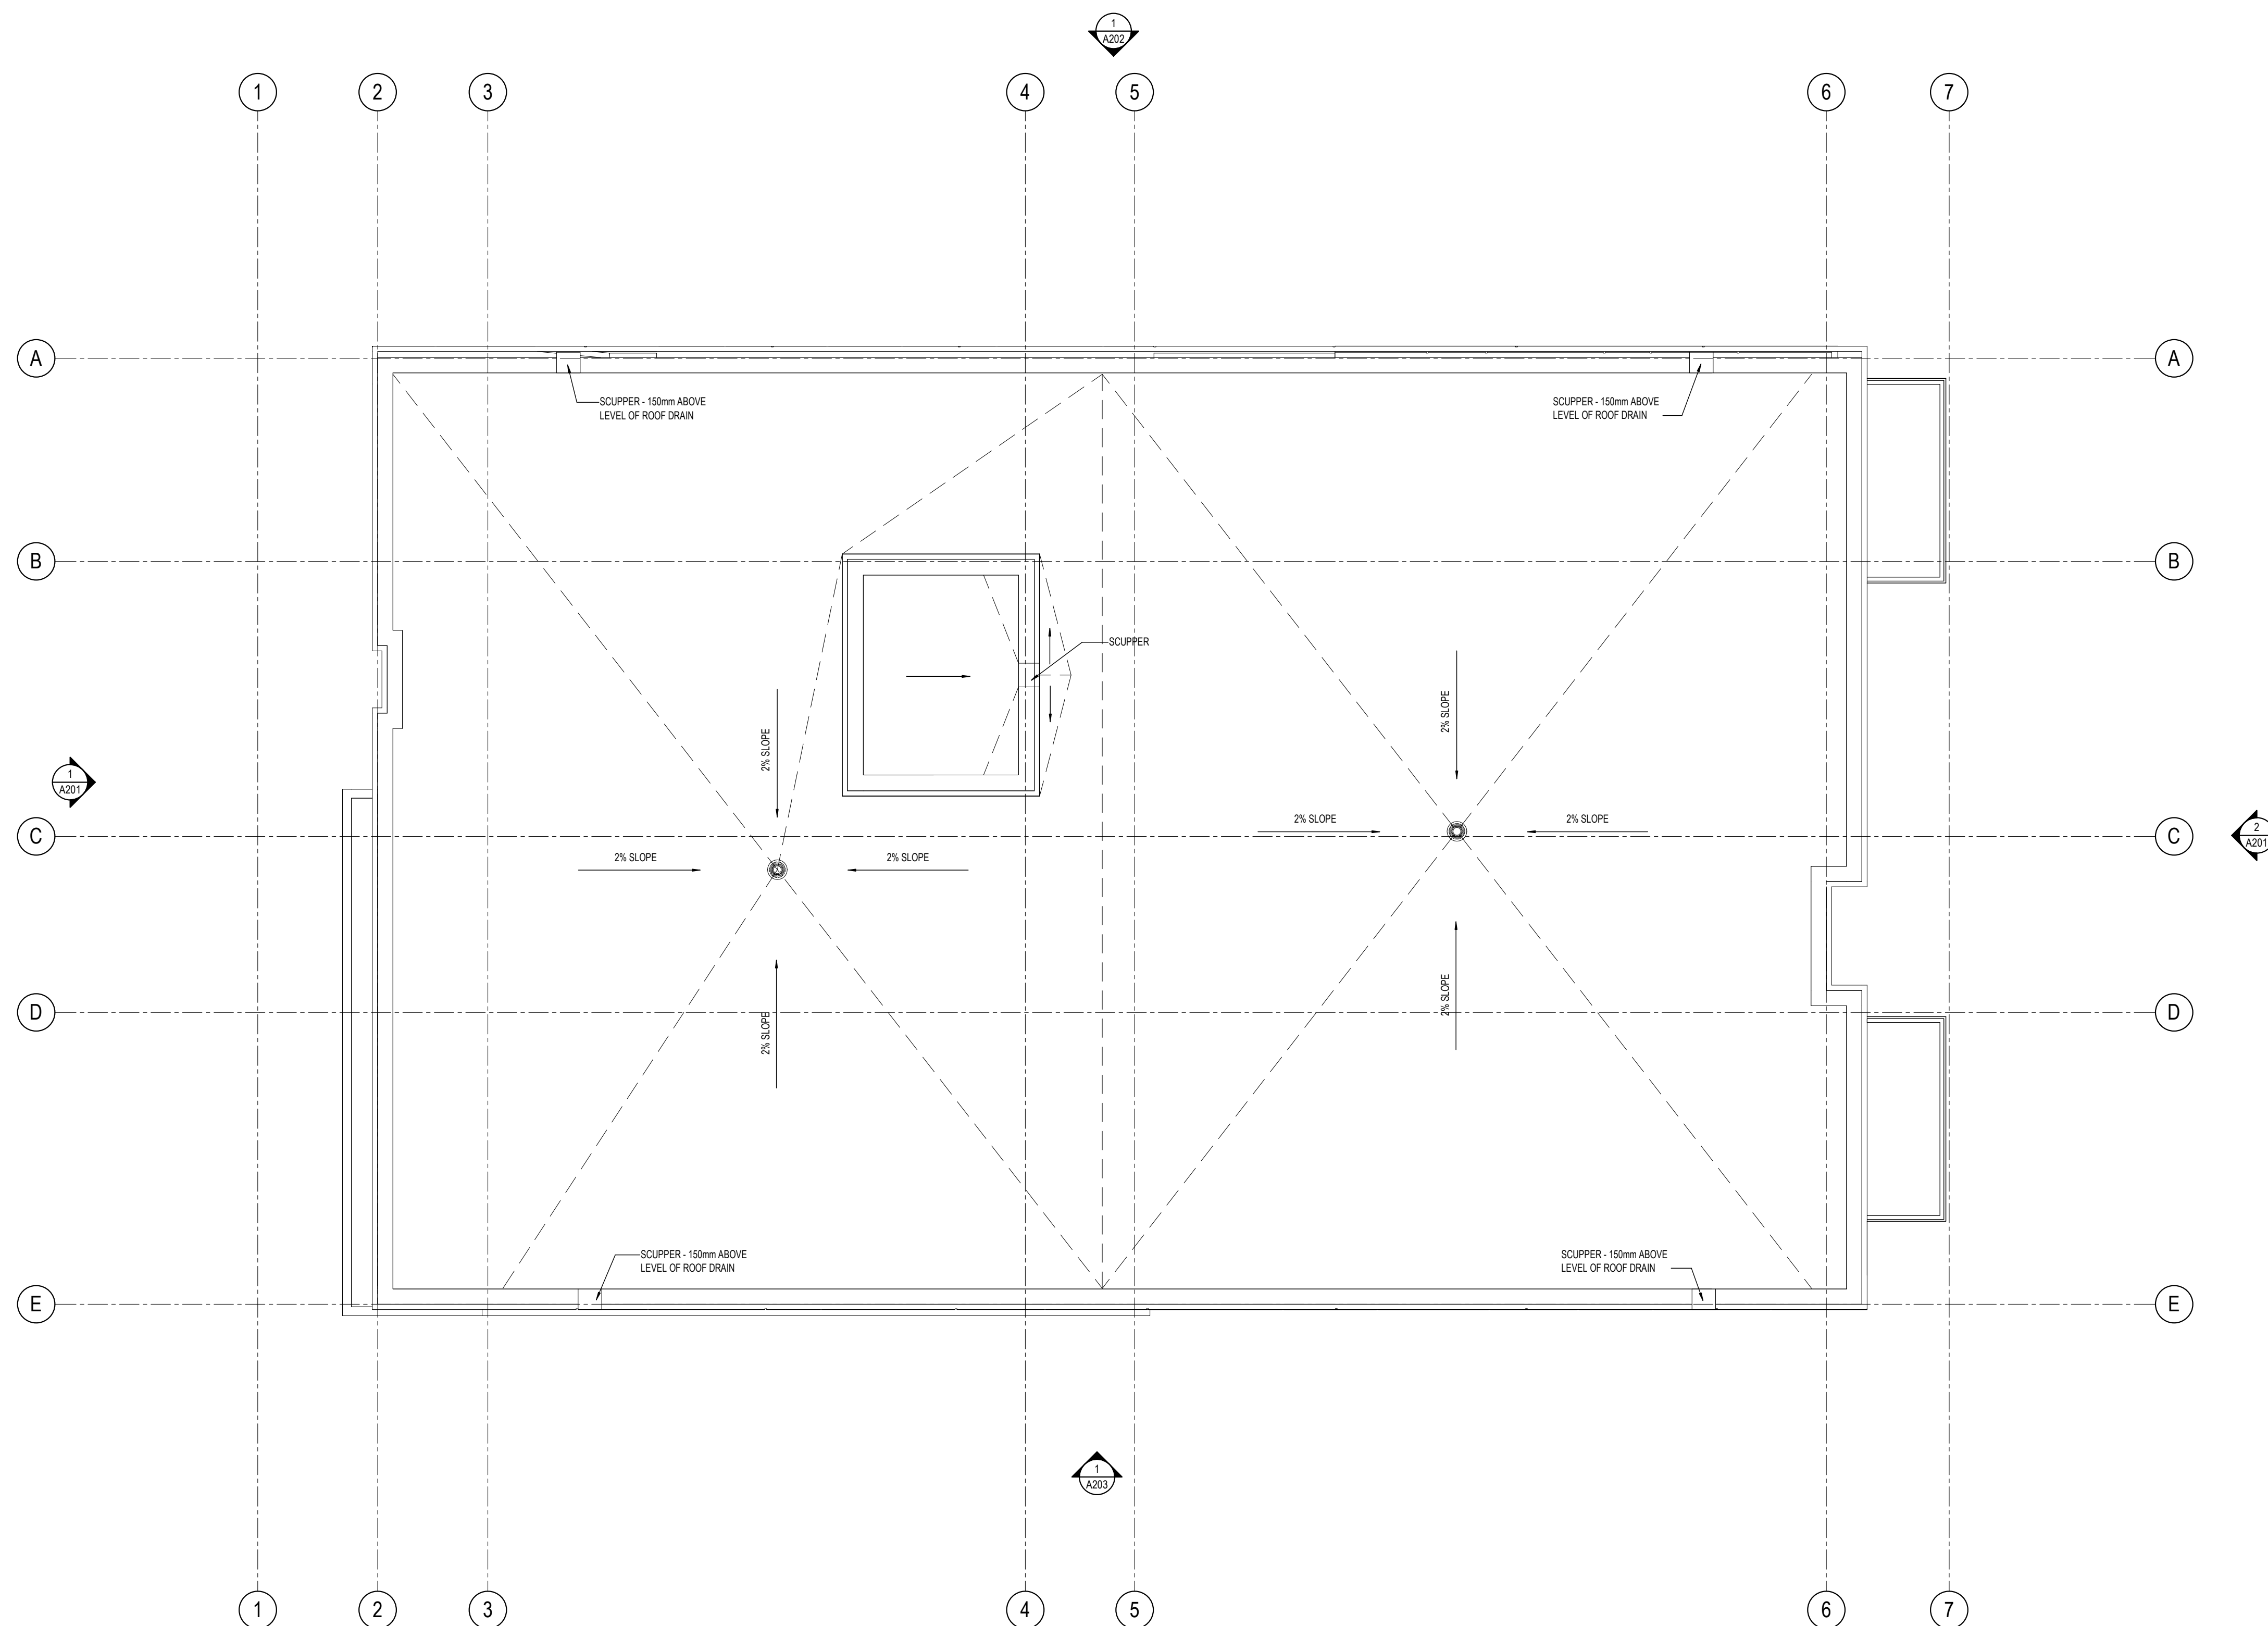 1
A202
1
2
3
4
5
6
7
A
A
SCUPPER - 150mm ABOVE
LEVEL OF ROOF DRAIN
SCUPPER - 150mm ABOVE
LEVEL OF ROOF DRAIN
B
B
SCUPPER
2% SLOPE
2% SLOPE
1
A201
2% SLOPE
2% SLOPE
C
C
2
A201
2% SLOPE
2% SLOPE
2% SLOPE
D
D
2% SLOPE
SCUPPER - 150mm ABOVE
LEVEL OF ROOF DRAIN
SCUPPER - 150mm ABOVE
LEVEL OF ROOF DRAIN
E
E
1
A203
1
2
3
4
5
6
7